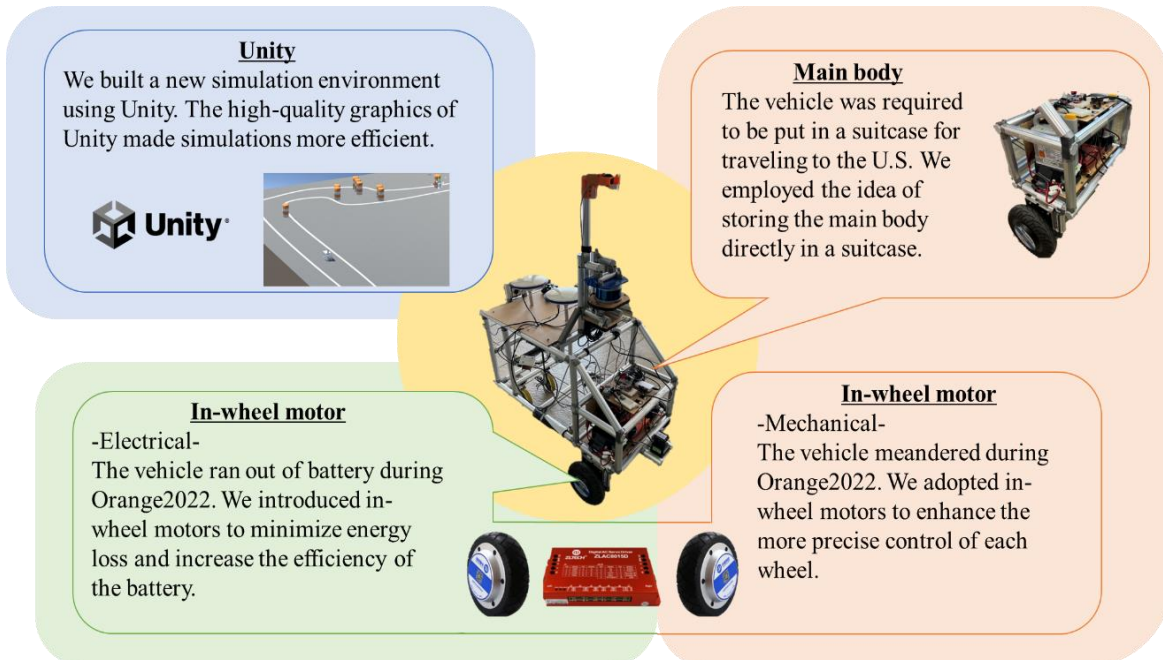 Unity
We built a new simulation environment
using Unity. The high-quality graphics of
Unity made simulations more efficient.
Unity
Main body
The vehicle was required
to be put in a suitcase for
traveling to the U.S. We
employed the idea of
storing the main body
directly in a suitcase.
In-wheel motor
-Electrical-
The vehicle ran out of battery during
Orange2022. We introduced in-
wheel motors to minimize energy
loss and increase the efficiency of
the battery.
In-wheel motor
-Mechanical-
The vehicle meandered during
Orange2022. We adopted in-
wheel motors to enhance the
more precise control of each
wheel.